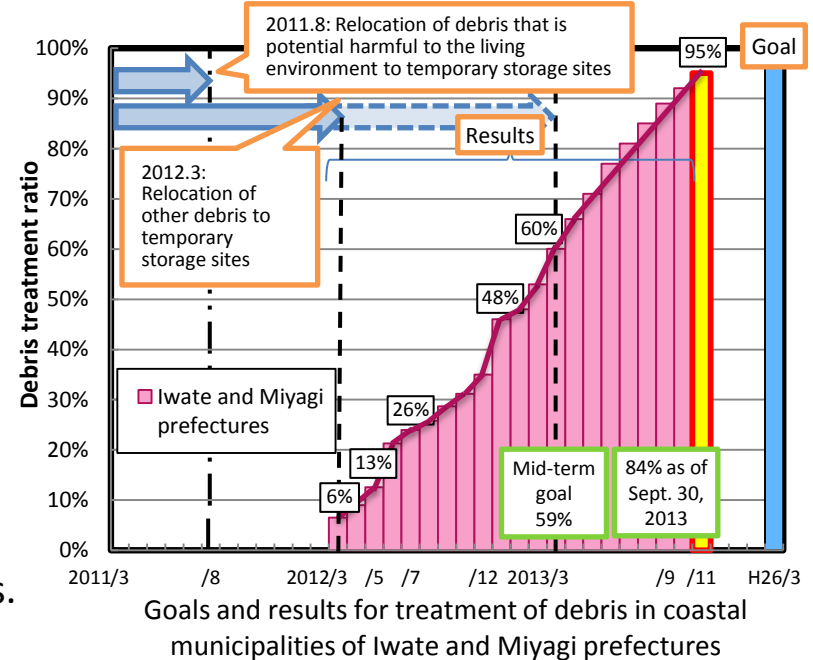 2011.8: Relocation of debris that is
potential harmful to the living
environment to temporary storage sites
Goal
95%
Results
2012.3:
Relocation of
other debris to
temporary
storage sites
Debris treatment ratio
100%
90%
80%
70%
60%
50%
40%
30%
20%
10%
0%
60%
48%
26%
13%
6%
Iwate and Miyagi
prefectures
Mid-term
goal
59%
84% as of
Sept. 30,
2013
2011/3 /8 2012/3 /5 /7 /12 2013/3 /9 /11 H26/3
s.
Goals and results for treatment of debris in coastal
municipalities of Iwate and Miyagi prefectures